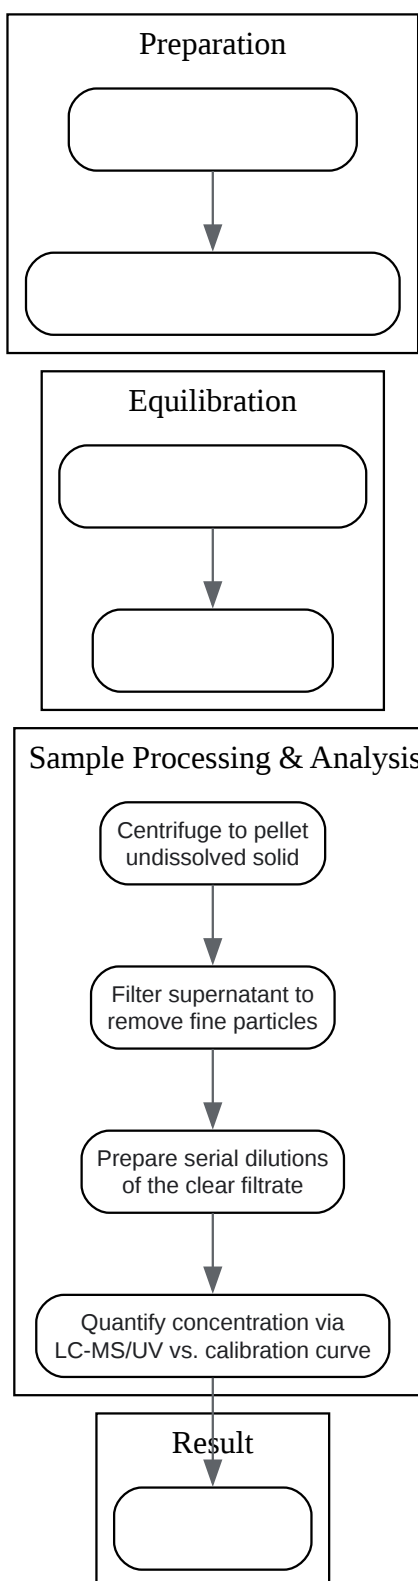 Preparation
Equilibration
Sample Processing & Analysis
Centrifuge to pellet
undissolved solid
Filter supernatant to
remove fine particles
Prepare serial dilutions
of the clear filtrate
Quantify concentration via
LC-MS/UV vs. calibration curve
Result